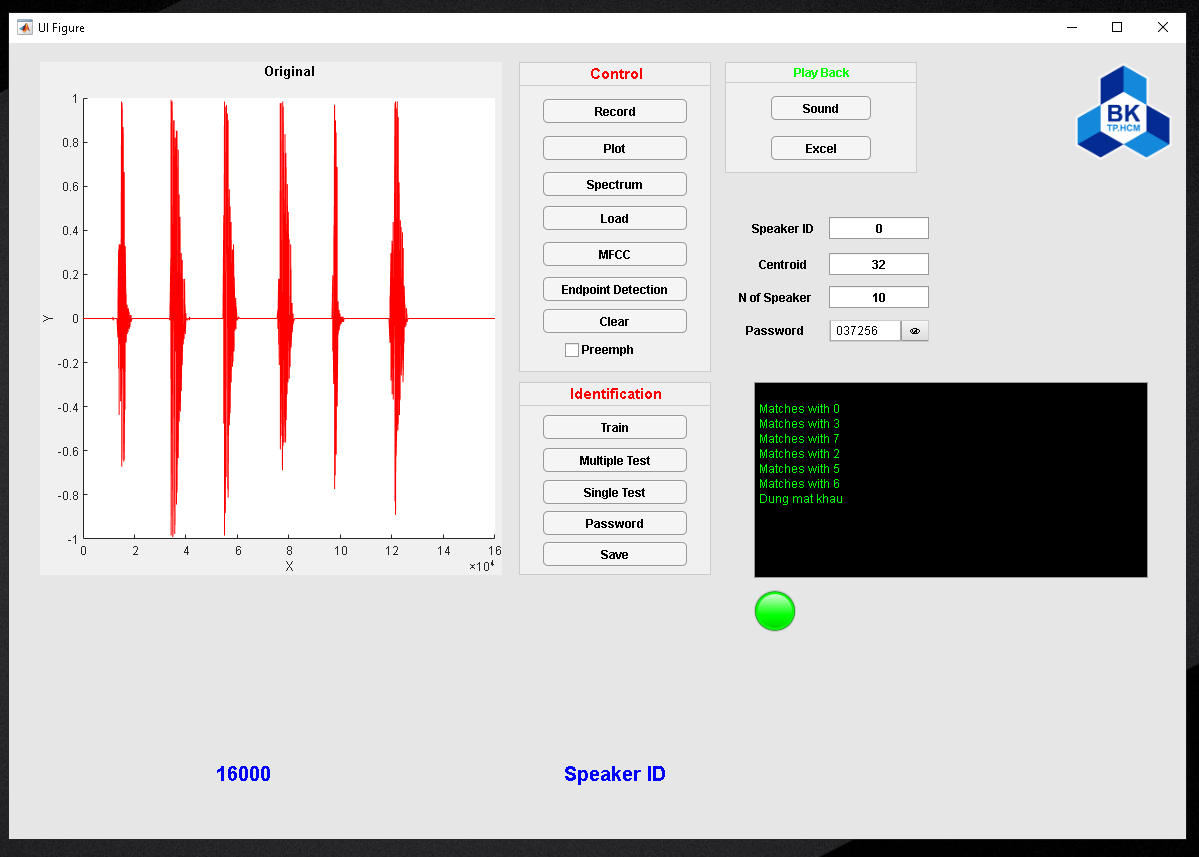 UI Figure
Original
1
0.8
0.6
0.4
0.2
0
-0.2
-0.4
-0.6
-0.8
-1
Y
0 2 4 6 8 10 12 14 16
X
×10⁴
Control
Record
Plot
Spectrum
Load
MFCC
Endpoint Detection
Clear
Preemph
Identification
Train
Multiple Test
Single Test
Password
Save
Play Back
Sound
Excel
BK
TP.HCM
Speaker ID 0
Centroid 32
N of Speaker 10
Password 037256
Matches with 0
Matches with 3
Matches with 7
Matches with 2
Matches with 5
Matches with 6
Dung mat khau
16000
Speaker ID